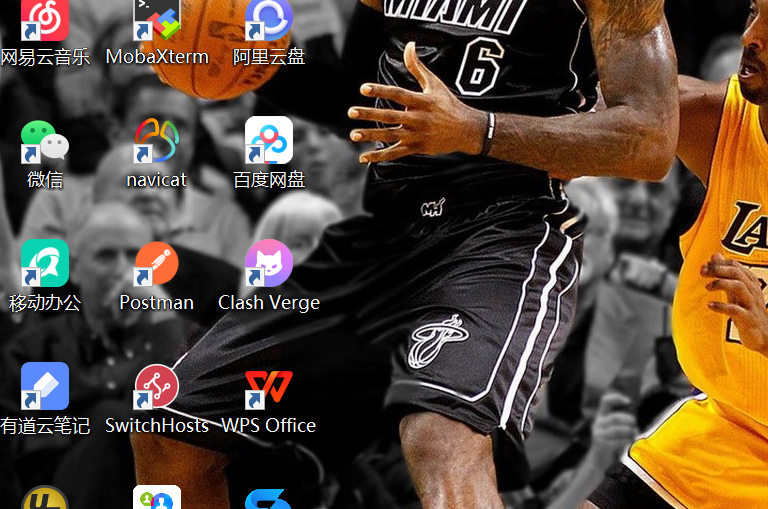 MIAMI
6
网易云音乐
MobaXterm
阿里云盘
微信
navicat
百度网盘
MH
LA
移动办公
Postman
Clash Verge
有道云笔记
SwitchHosts
WPS Office